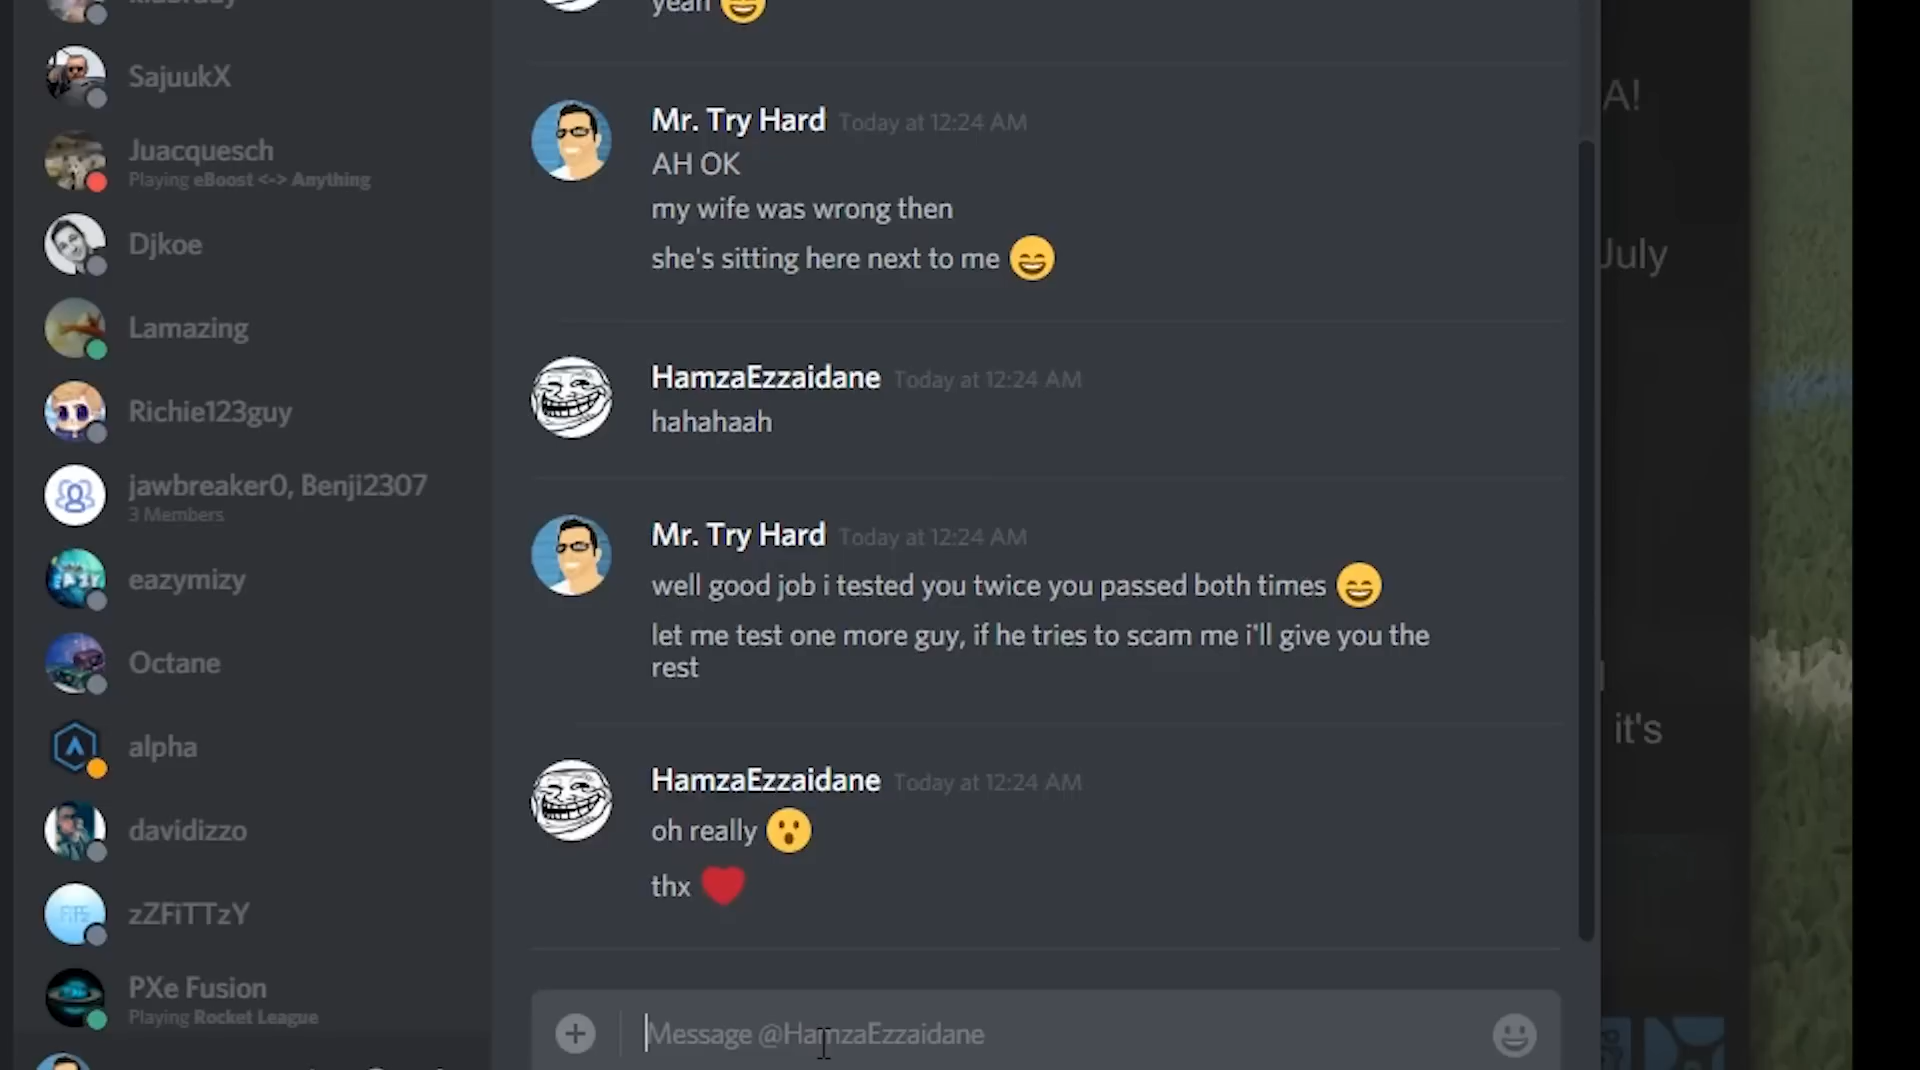 SajuukX
Juacquesch
Playing eBoost <-> Anything
Djkoe
Lamazing
Richie123guy
jawbreaker0, Benji2307
3 Members
eazymizy
Octane
alpha
davidizzo
zZFiTTzY
PXe Fusion
Playing Rocket League
yeah
Mr. Try Hard Today at 12:24 AM
AH OK
my wife was wrong then
she's sitting here next to me
HamzaEzzaidane Today at 12:24 AM
hahahaah
Mr. Try Hard Today at 12:24 AM
well good job i tested you twice you passed both times
let me test one more guy, if he tries to scam me i'll give you the
rest
HamzaEzzaidane Today at 12:24 AM
oh really
thx
Message @HamzaEzzaidane
A!
July
it's